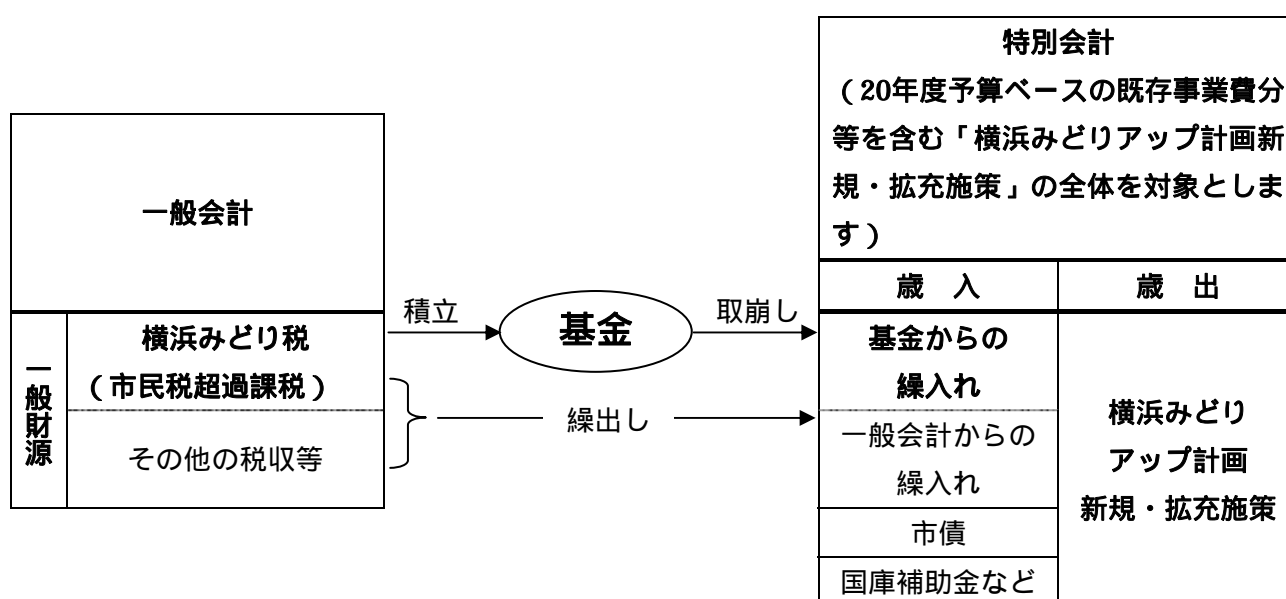 一般会計
一般財源
横浜みどり税
(市民税超過課税)
その他の税収等
積立
基金
取崩し
繰出し
特別会計
(20年度予算ベースの既存事業費分
等を含む「横浜みどりアップ計画新
規・拡充施策」の全体を対象としま
す)
歳 入
歳 出
基金からの
繰入れ
一般会計からの
繰入れ
市債
国庫補助金など
横浜みどり
アップ計画
新規・拡充施策